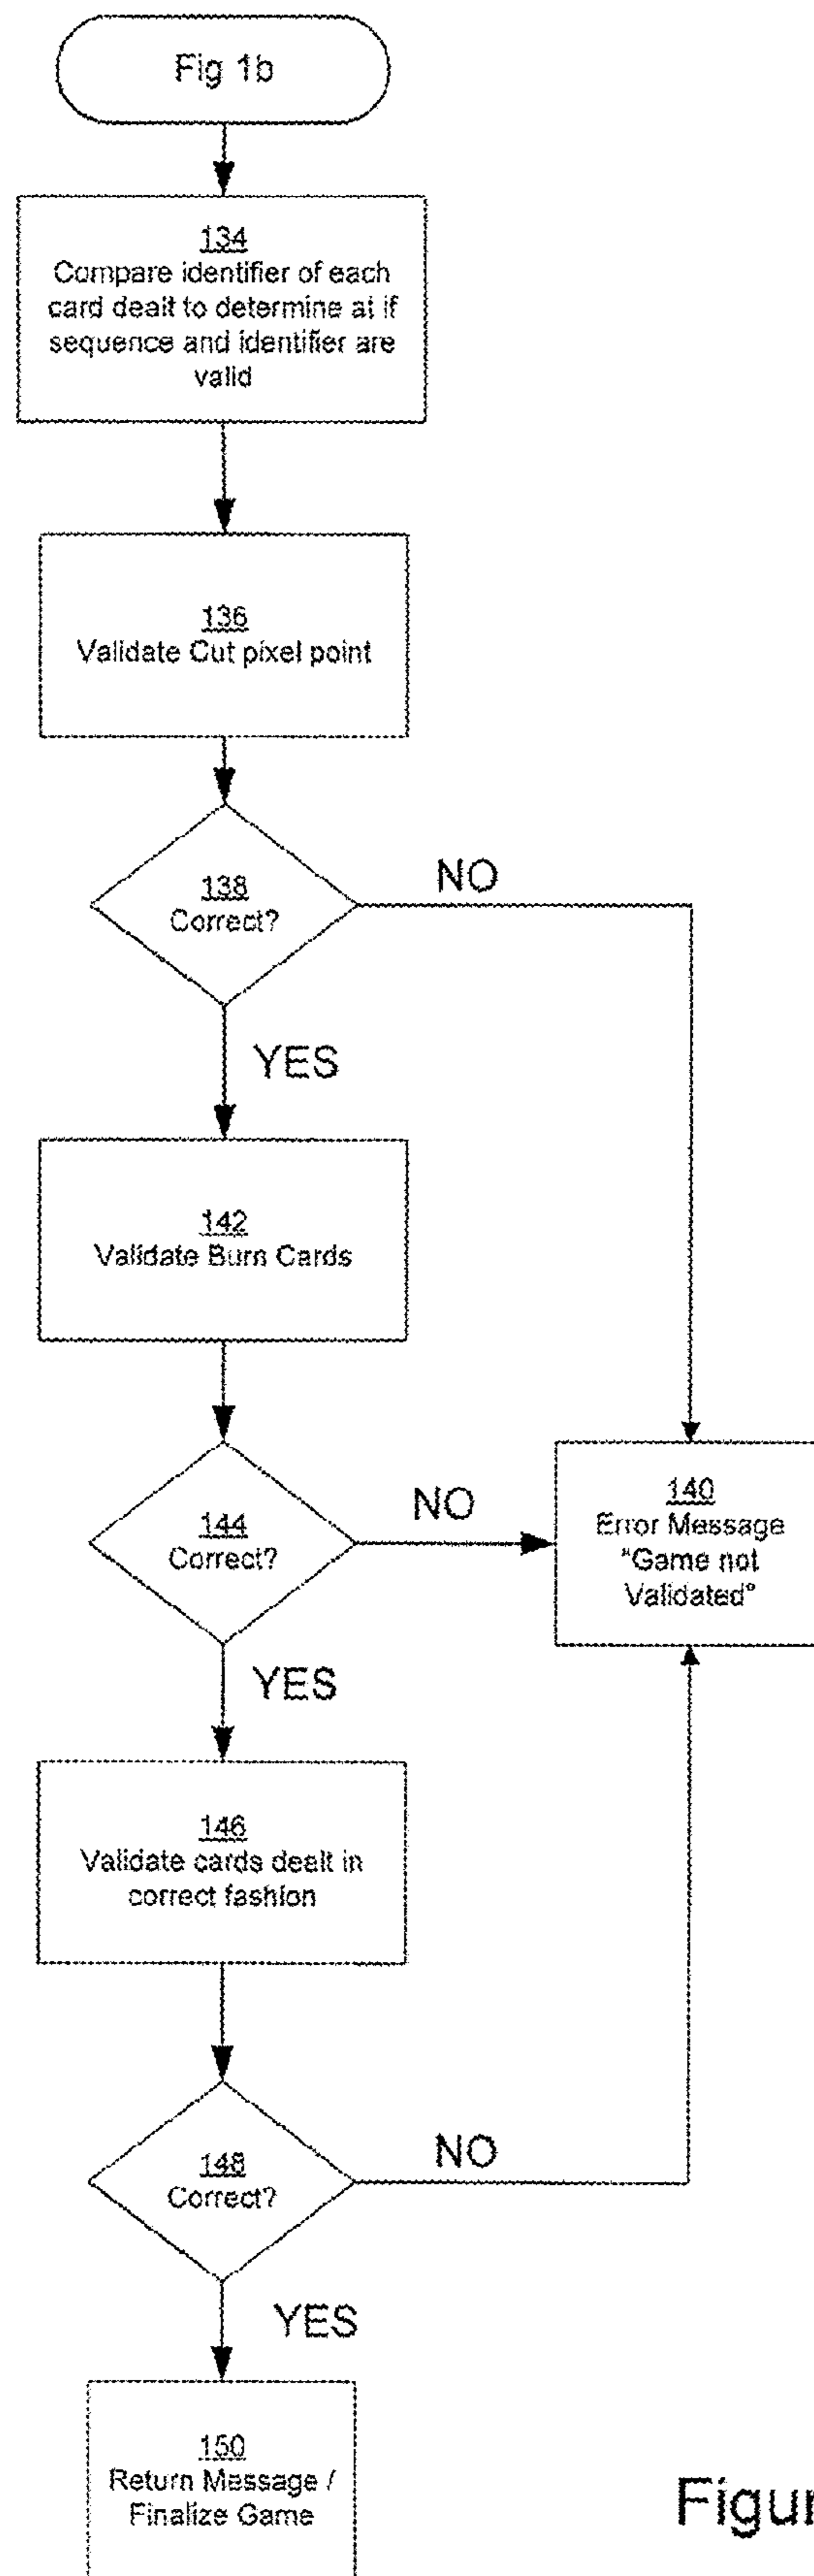 Fig 1b
134
Compare identifier of each
card dealt to determine at if
sequence and identifier are
valid
136
Validate Cut pixel point
138
Correct?
NO
YES
142
Validate Burn Cards
144
Correct?
NO
140
Error Message
"Game not
Validated"
YES
146
Validate cards dealt in
correct fashion
148
Correct?
NO
YES
150
Return Message /
Finalize Game